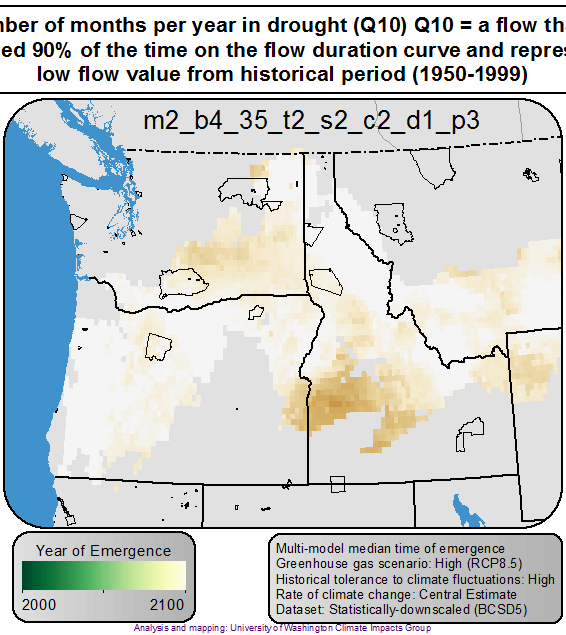 nber of months per year in drought (Q10) Q10 = a flow tha
ed 90% of the time on the flow duration curve and repres
low flow value from historical period (1950-1999)
m2_b4_35_t2_s2_c2_d1_p3
Year of Emergence
2000 2100
Multi-model median time of emergence
Greenhouse gas scenario: High (RCP8.5)
Historical tolerance to climate fluctuations: High
Rate of climate change: Central Estimate
Dataset: Statistically-downscaled (BCSD5)
Analysis and mapping: University of Washington Climate Impacts Group